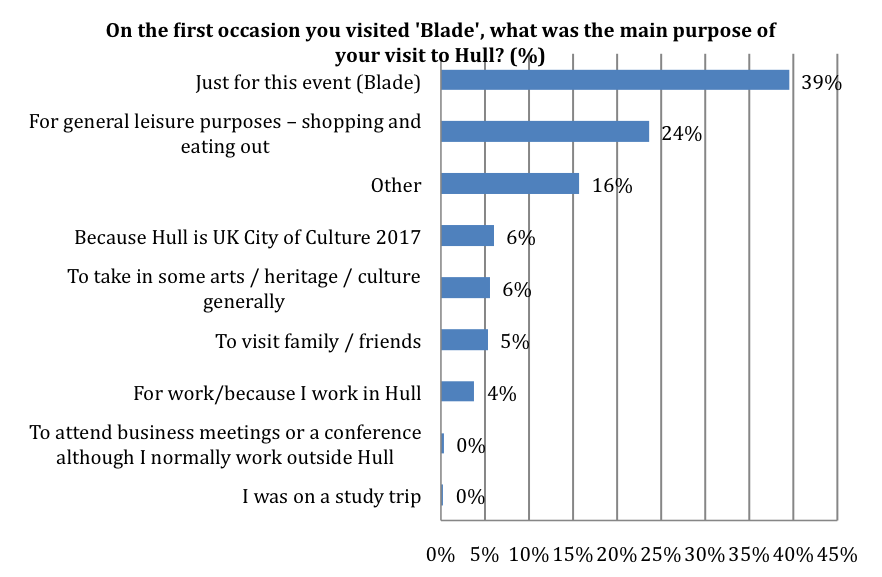 On the first occasion you visited 'Blade', what was the main purpose of
your visit to Hull? (%)
Just for this event (Blade)
39%
For general leisure purposes – shopping and
eating out
24%
Other
16%
Because Hull is UK City of Culture 2017
6%
To take in some arts / heritage / culture
generally
6%
To visit family / friends
5%
For work/because I work in Hull
4%
To attend business meetings or a conference
although I normally work outside Hull
0%
I was on a study trip
0%
0% 5% 10% 15% 20% 25% 30% 35% 40% 45%